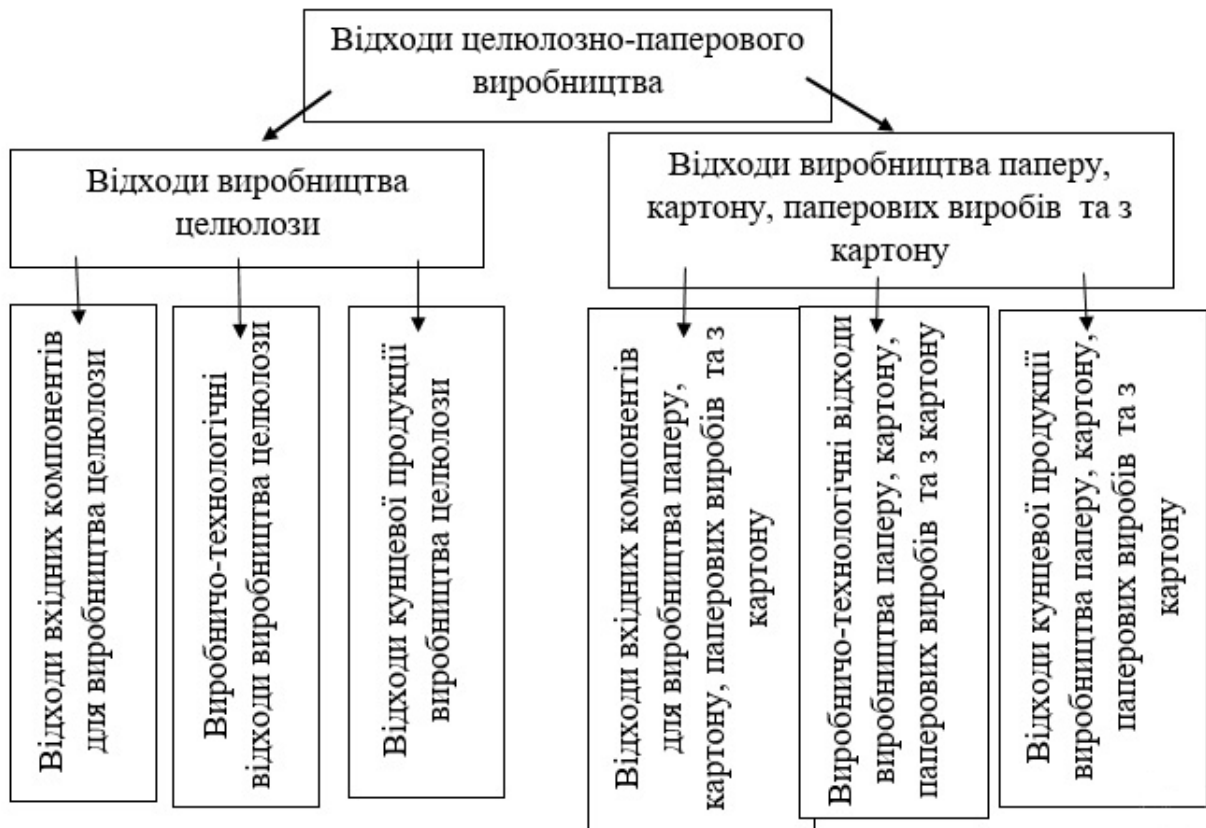 Відходи целюлозно-паперового
виробництва
Відходи виробництва
целюлози
Відходи виробництва паперу,
картону, паперових виробів та з
картону
Відходи вхідних компонентів
для виробництва целюлози
Виробничо-технологічні
відходи виробництва целюлози
Відходи кунцевої продукції
виробництва целюлози
Відходи вхідних компонентів
для виробництва паперу,
картону, паперових виробів та з
картону
Виробничо-технологічні відходи
виробництва паперу, картону,
паперових виробів та з картону
Відходи кунцевої продукції
виробництва паперу, картону,
паперових виробів та з
картону